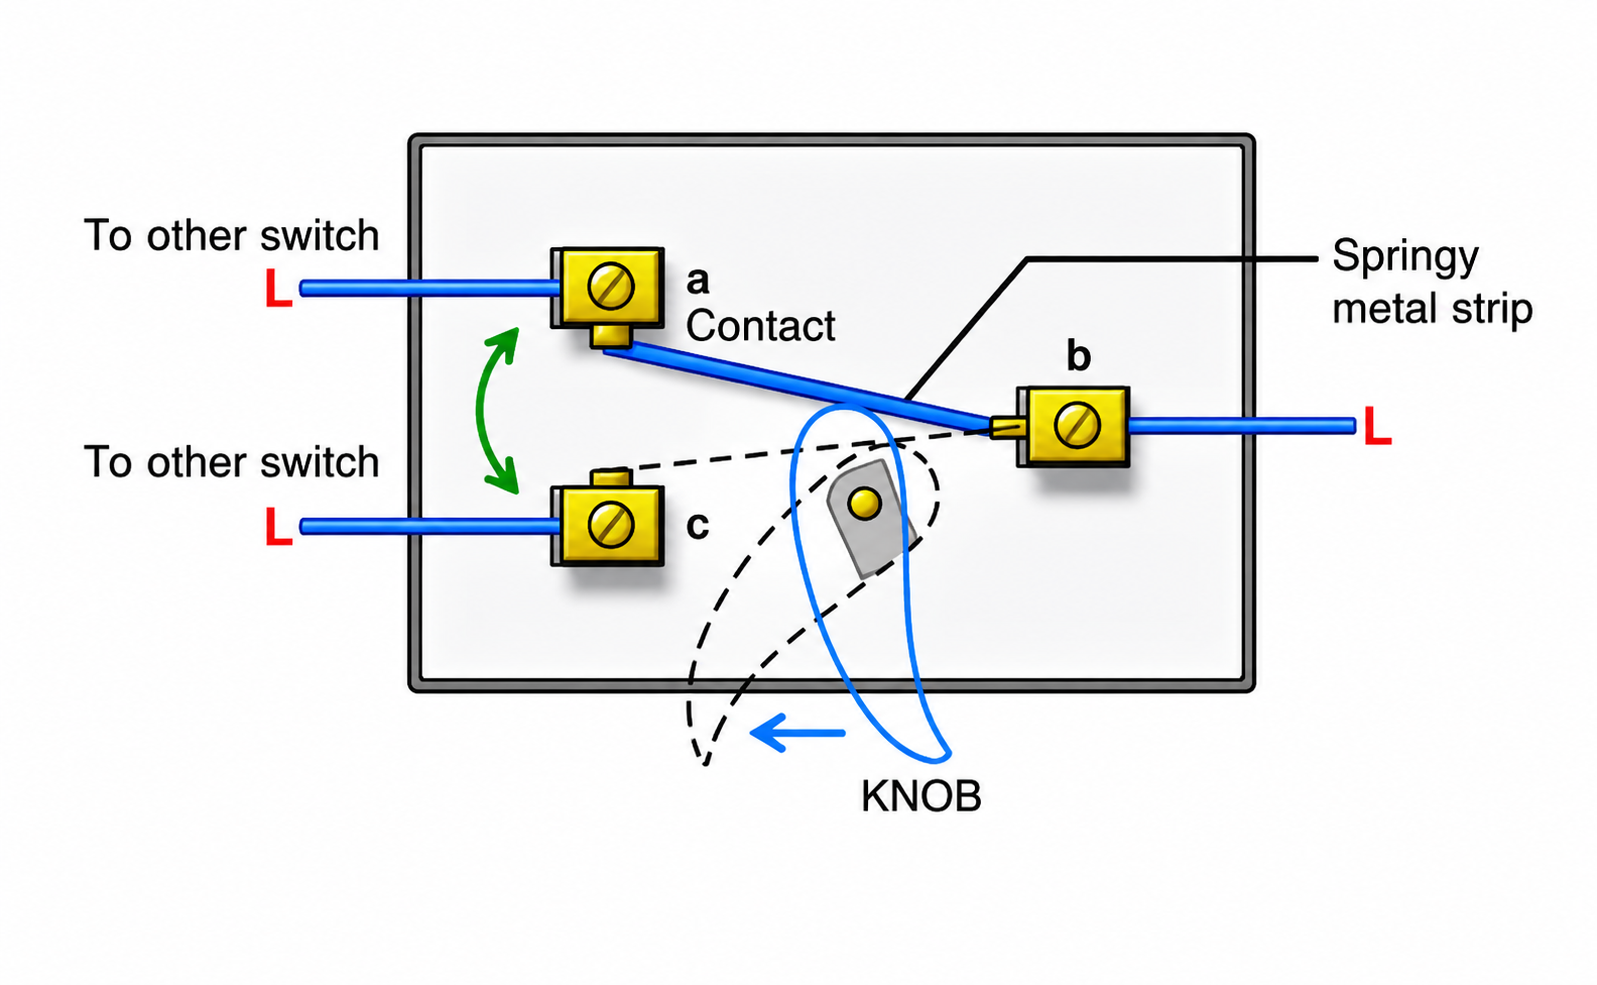 To other switch
L
a
Contact
Springy
metal strip
b
L
To other switch
L
c
KNOB